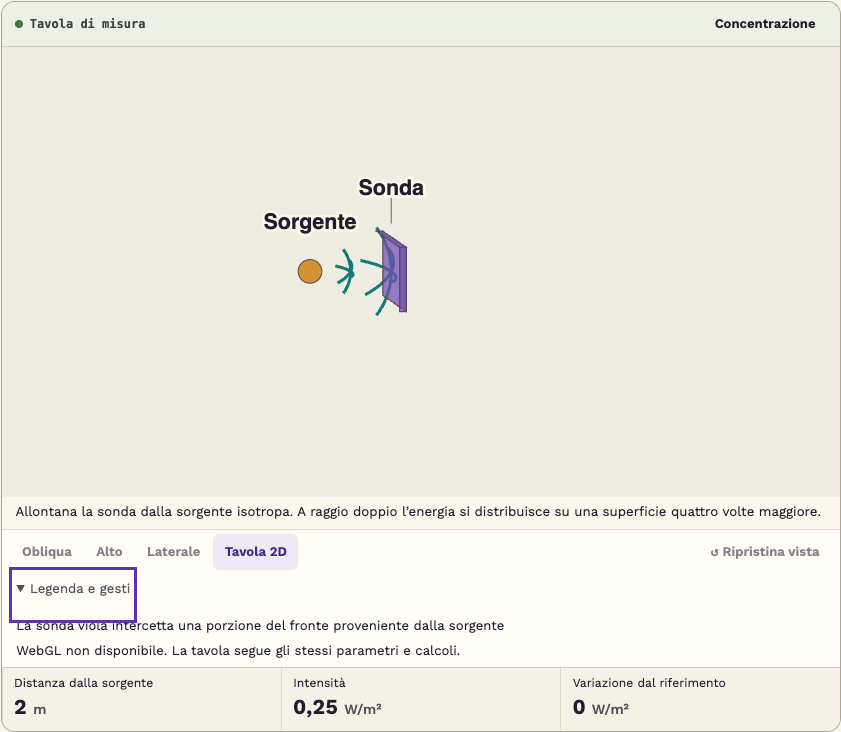 Tavola di misura
Concentrazione
Sonda
Sorgente
Allontana la sonda dalla sorgente isotropa. A raggio doppio l’energia si distribuisce su una superficie quattro volte maggiore.
Obliqua Alto Laterale Tavola 2D ↺ Ripristina vista
▼ Legenda e gesti
La sonda viola intercetta una porzione del fronte proveniente dalla sorgente
WebGL non disponibile. La tavola segue gli stessi parametri e calcoli.
Distanza dalla sorgente
2 m
Intensità
0,25 W/m²
Variazione dal riferimento
0 W/m²